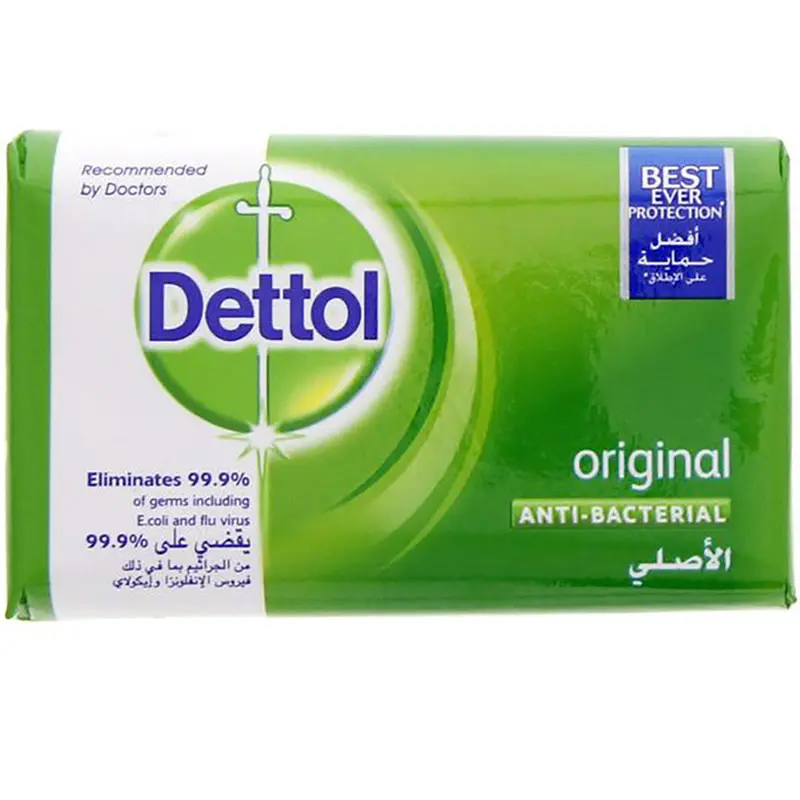 Recommended
by Doctors
Dettol
Eliminates 99.9%
of germs including
E.coli and flu virus
يقضي على 99.9%
من الجراثيم بما في ذلك
فيروس الإنفلونزا وإيكولاي
BEST
EVER
PROTECTION*
أفضل
حماية
على الإطلاق*
original
ANTI-BACTERIAL
الأصلي